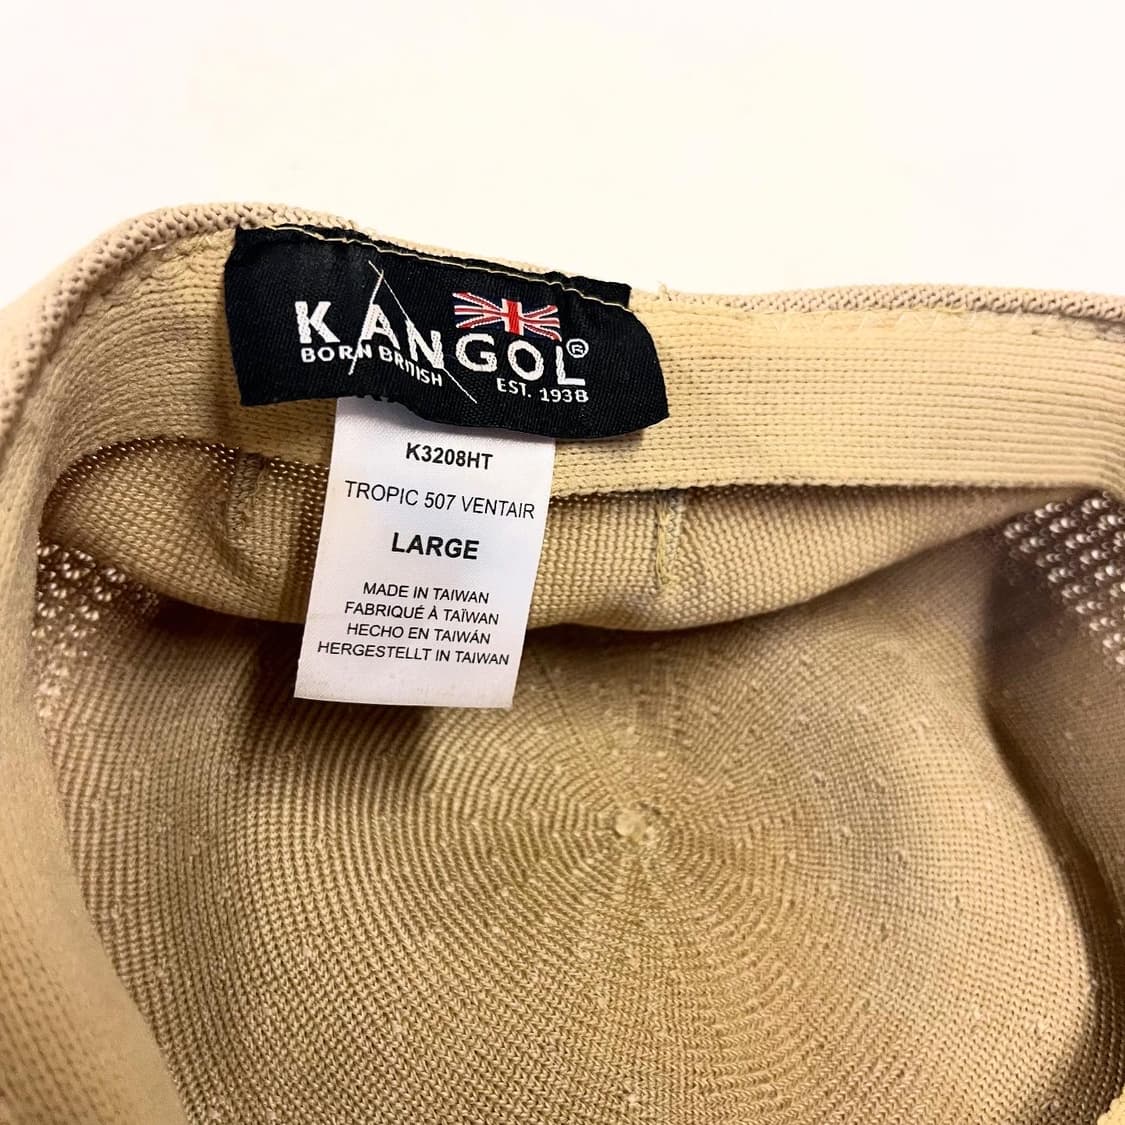 KANGOL®
BORN BRITISH EST. 1938
K3208HT
TROPIC 507 VENTAIR
LARGE
MADE IN TAIWAN
FABRIQUÉ À TAÏWAN
HECHO EN TAIWÁN
HERGESTELLT IN TAIWAN